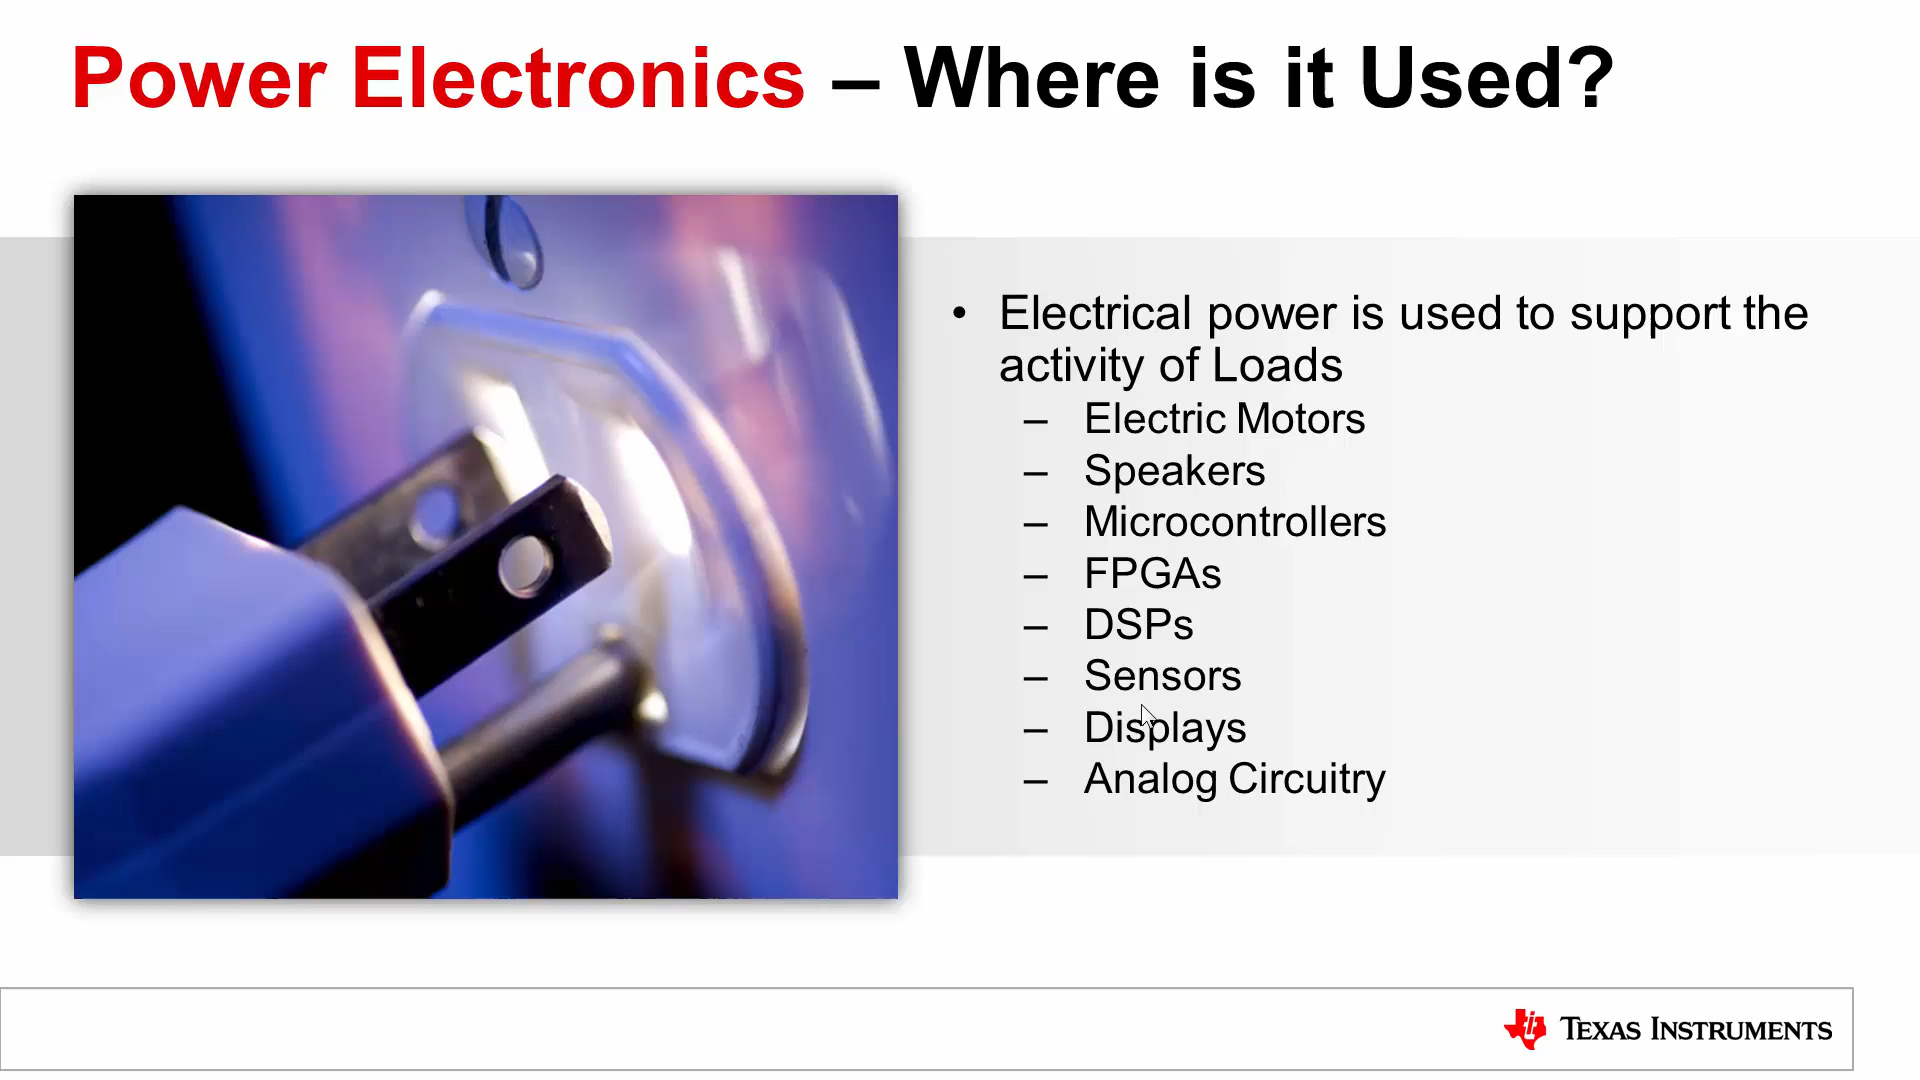 Power Electronics – Where is it Used?
• Electrical power is used to support the
activity of Loads
– Electric Motors
– Speakers
– Microcontrollers
– FPGAs
– DSPs
– Sensors
– Displays
– Analog Circuitry
TEXAS INSTRUMENTS